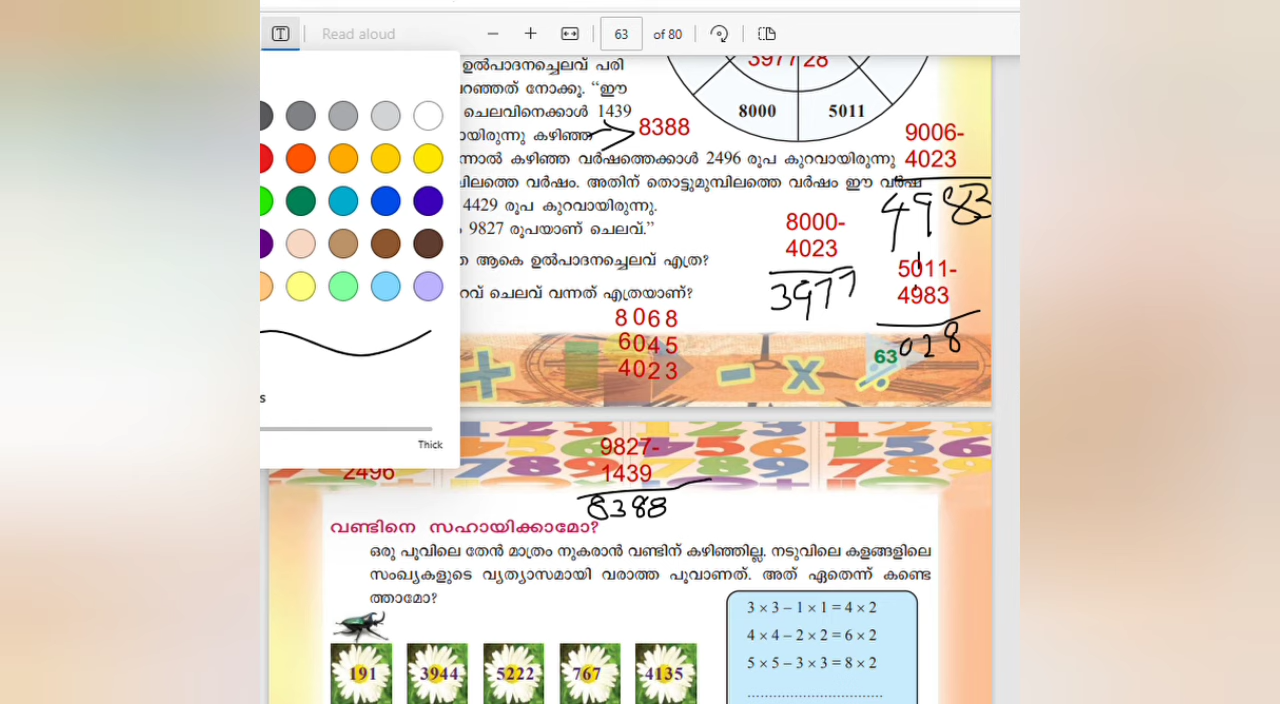 Read aloud
63
of 80
ഉൽപാദനച്ചെലവ് പരി
റഞ്ഞത് നോക്കൂ. “ഈ
ചെലവിനെക്കാൾ 1439
ായിരുന്നു കഴിഞ്ഞ
8388
ന്നാൽ കഴിഞ്ഞ വർഷത്തെക്കാൾ 2496 രൂപ കുറവായിരുന്നു
ിലത്തെ വർഷം. അതിന് തൊട്ടുമുമ്പിലത്തെ വർഷം ഈ വർഷ
4429 രൂപ കുറവായിരുന്നു.
9827 രൂപയാണ് ചെലവ്.”
ത ആകെ ഉൽപാദനച്ചെലവ് എത്ര?
റവ് ചെലവ് വന്നത് എത്രയാണ്?
3977
28
8000
5011
9006-
4023
4983
8000-
4023
3977
5011-
4983
028
8068
6045
4023
63
s
Thick
2496
9827-
1439
8388
വണ്ടിനെ സഹായിക്കാമോ?
ഒരു പൂവിലെ തേൻ മാത്രം നുകരാൻ വണ്ടിന് കഴിഞ്ഞില്ല. നടുവിലെ കളങ്ങളിലെ
സംഖ്യകളുടെ വ്യത്യാസമായി വരാത്ത പൂവാണത്. അത് ഏതെന്ന് കണ്ടെ
ത്താമോ?
191 3944 5222 767 4135
3 × 3 – 1 × 1 = 4 × 2
4 × 4 – 2 × 2 = 6 × 2
5 × 5 – 3 × 3 = 8 × 2
................................